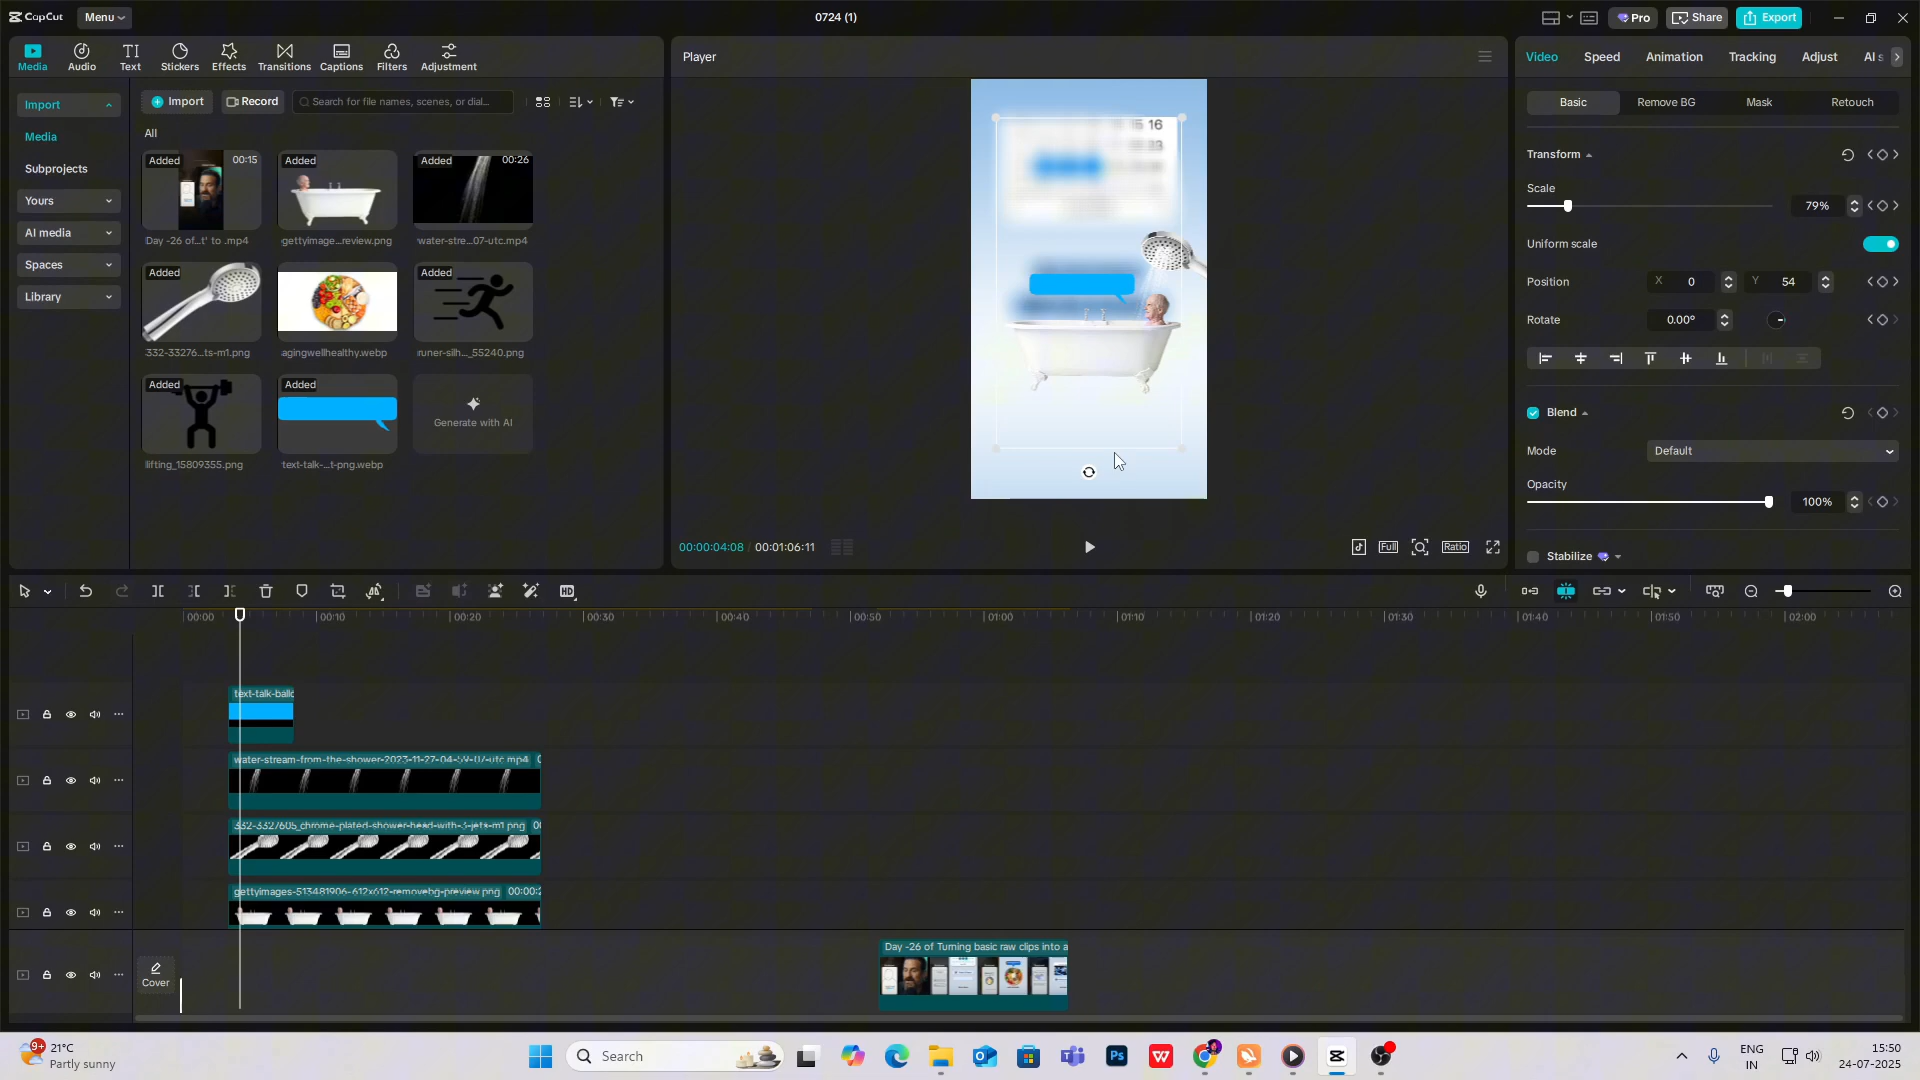 CapCut
Menu
0724 (1)
Pro
Share
Export
Media
Audio
Text
Stickers
Effects
Transitions
Captions
Filters
Adjustment
Import
Media
Subprojects
Yours
AI media
Spaces
Library
Import
Record
Search for file names, scenes, or dial...
All
Added
00:15
Day -26 of...t' to .mp4
Added
gettyimage...review.png
Added
00:26
water-stre...07-utc.mp4
Added
332-33276...ts-m1.png
agingwellhealthy.webp
Added
runer-silh..._55240.png
Added
lifting_15809355.png
Added
text-talk-...t-png.webp
Generate with AI
Player
15 16
00:00:04:08 / 00:01:06:11
Full
Ratio
Video
Speed
Animation
Tracking
Adjust
AI s
Basic
Remove BG
Mask
Retouch
Transform
Scale
79%
Uniform scale
Position
X 0
Y 54
Rotate
0.00°
Blend
Mode
Default
Opacity
100%
Stabilize
HD
00:00
00:10
00:20
00:30
00:40
00:50
01:00
01:10
01:20
01:30
01:40
01:50
02:00
text-talk-ballo
water-stream-from-the-shower-2023-11-27-04-59-07-utc.mp4
332-3327605_chrome-plated-shower-head-with-3-jets-m1.png
gettyimages-513481906-612x612-removebg-preview.png 00:00:2
Cover
Day -26 of Turning basic raw clips into a
9+
21°C
Partly sunny
Search
Ps
ENG
IN
15:50
24-07-2025